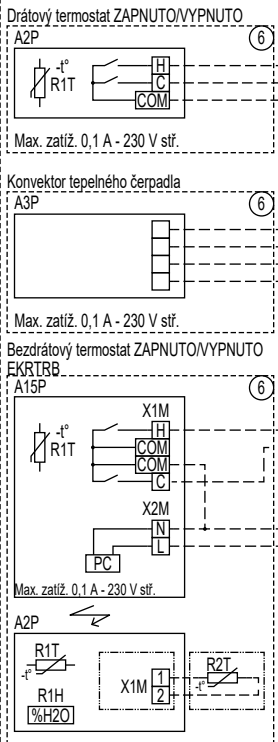 Drátový termostat ZAPNUTO/VYPNUTO
A2P
6
-t°
R1T
H
C
COM
Max. zatíž. 0,1 A - 230 V stř.
Konvektor tepelného čerpadla
A3P
6
Max. zatíž. 0,1 A - 230 V stř.
Bezdrátový termostat ZAPNUTO/VYPNUTO
EKRTRB
A15P
6
X1M
-t°
R1T
H
COM
COM
C
X2M
N
L
PC
Max. zatíž. 0,1 A - 230 V stř.
A2P
R1T
-t°
R1H
%H2O
X1M
1
2
R2T
-t°